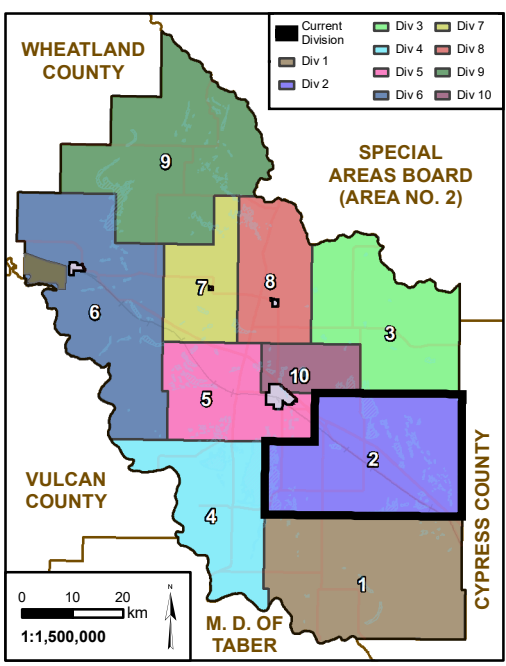 Current
Division
Div 1
Div 2
Div 3
Div 4
Div 5
Div 6
Div 7
Div 8
Div 9
Div 10
WHEATLAND
COUNTY
SPECIAL
AREAS BOARD
(AREA NO. 2)
9
7
8
6
3
10
5
2
4
1
VULCAN
COUNTY
CYPRESS COUNTY
M. D. OF
TABER
0 10 20
km
1:1,500,000
N